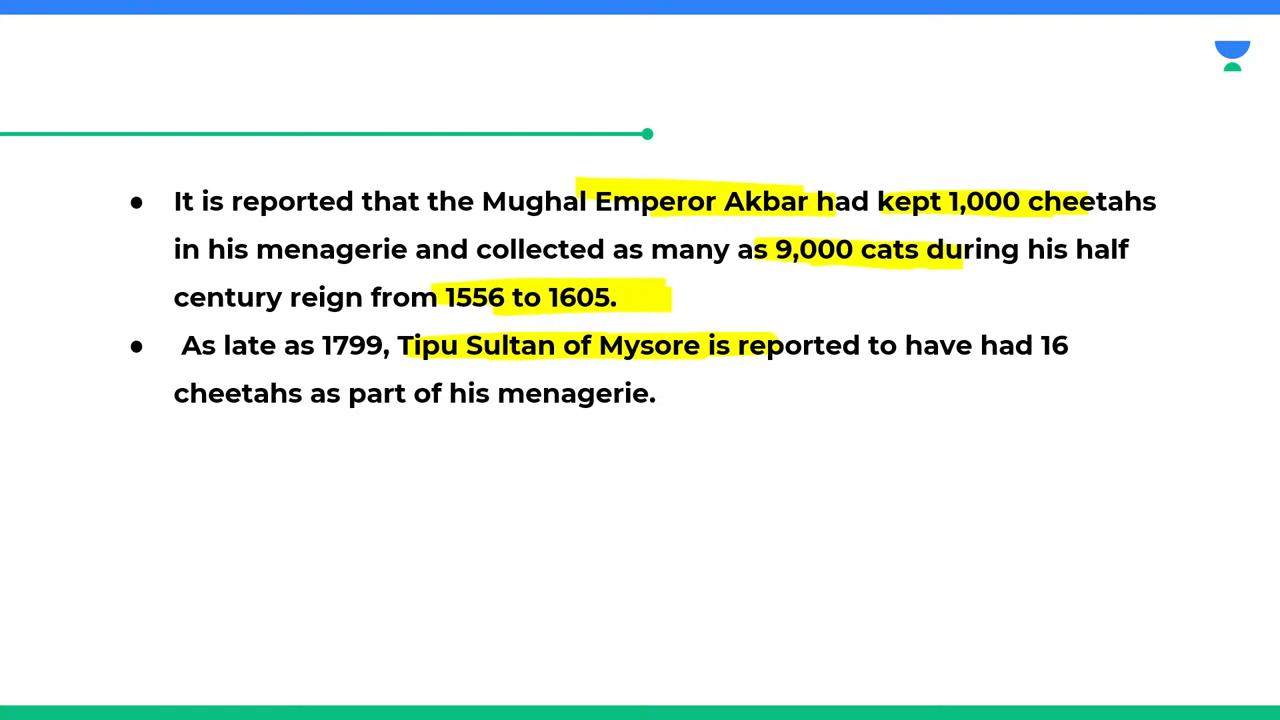 ● It is reported that the Mughal Emperor Akbar had kept 1,000 cheetahs
in his menagerie and collected as many as 9,000 cats during his half
century reign from 1556 to 1605.
● As late as 1799, Tipu Sultan of Mysore is reported to have had 16
cheetahs as part of his menagerie.